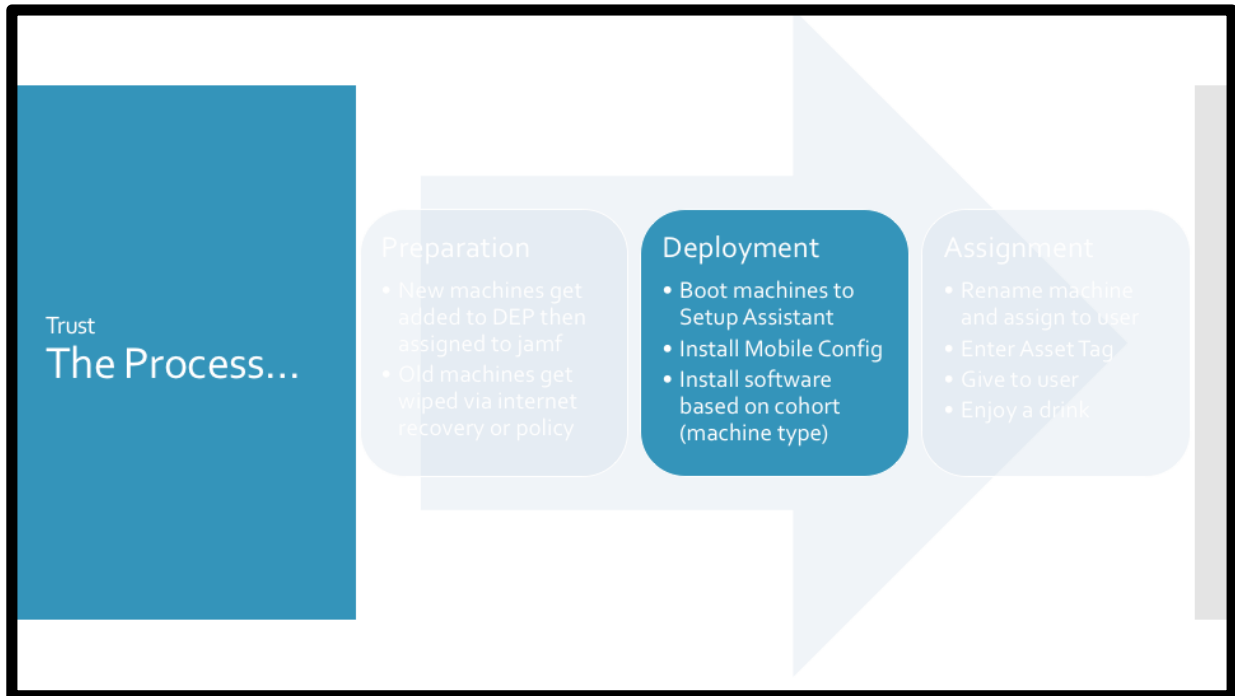 Trust
The Process...
Preparation
• New machines get
added to DEP then
assigned to jamf
• Old machines get
wiped via internet
recovery or policy
Deployment
• Boot machines to
Setup Assistant
• Install Mobile Config
• Install software
based on cohort
(machine type)
Assignment
• Rename machine
and assign to user
• Enter Asset Tag
• Give to user
• Enjoy a drink